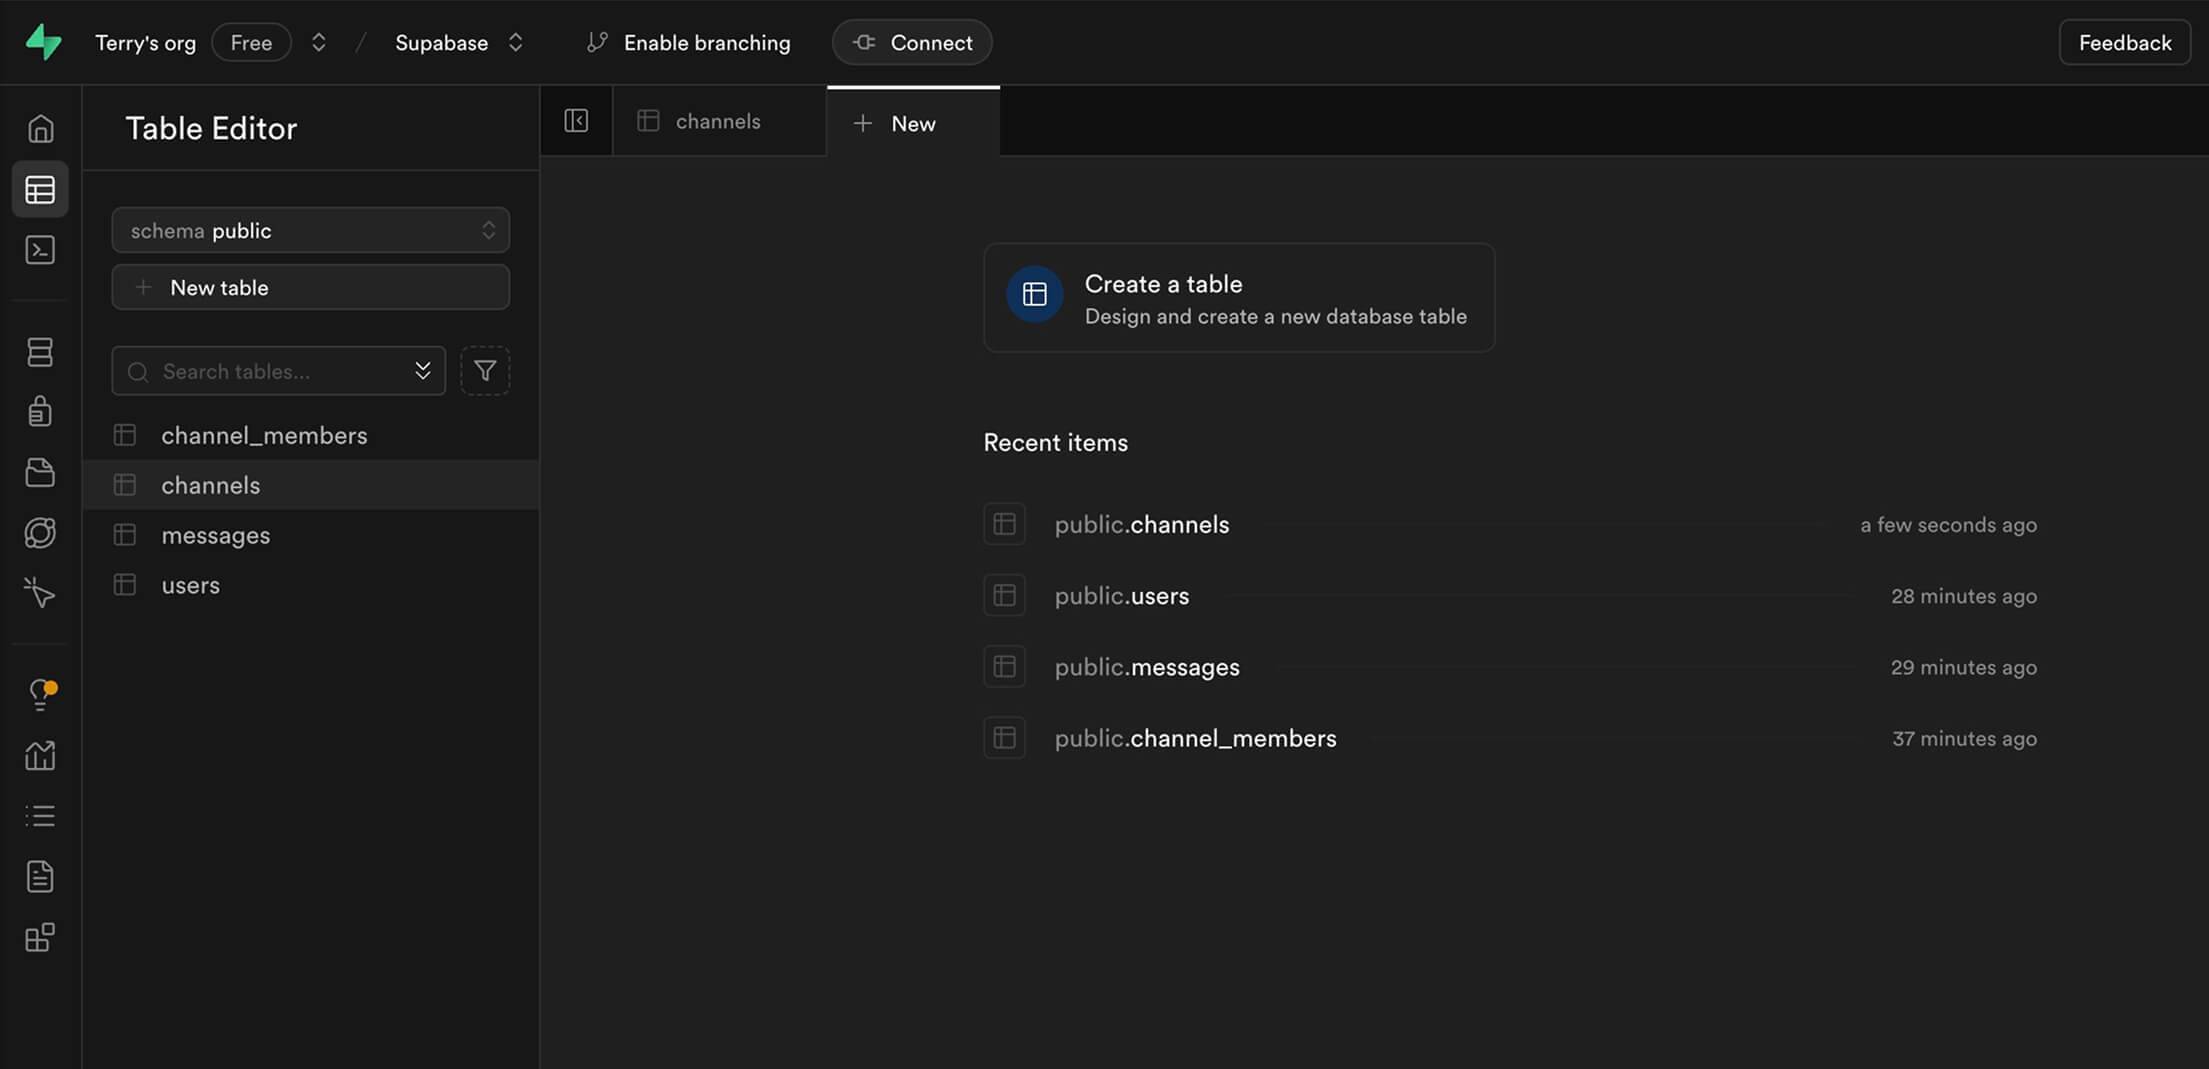 Terry's org Free / Supabase Enable branching Connect Feedback
Table Editor
channels
New
schema public
New table
Search tables...
channel_members
channels
messages
users
Create a table
Design and create a new database table
Recent items
public.channels a few seconds ago
public.users 28 minutes ago
public.messages 29 minutes ago
public.channel_members 37 minutes ago